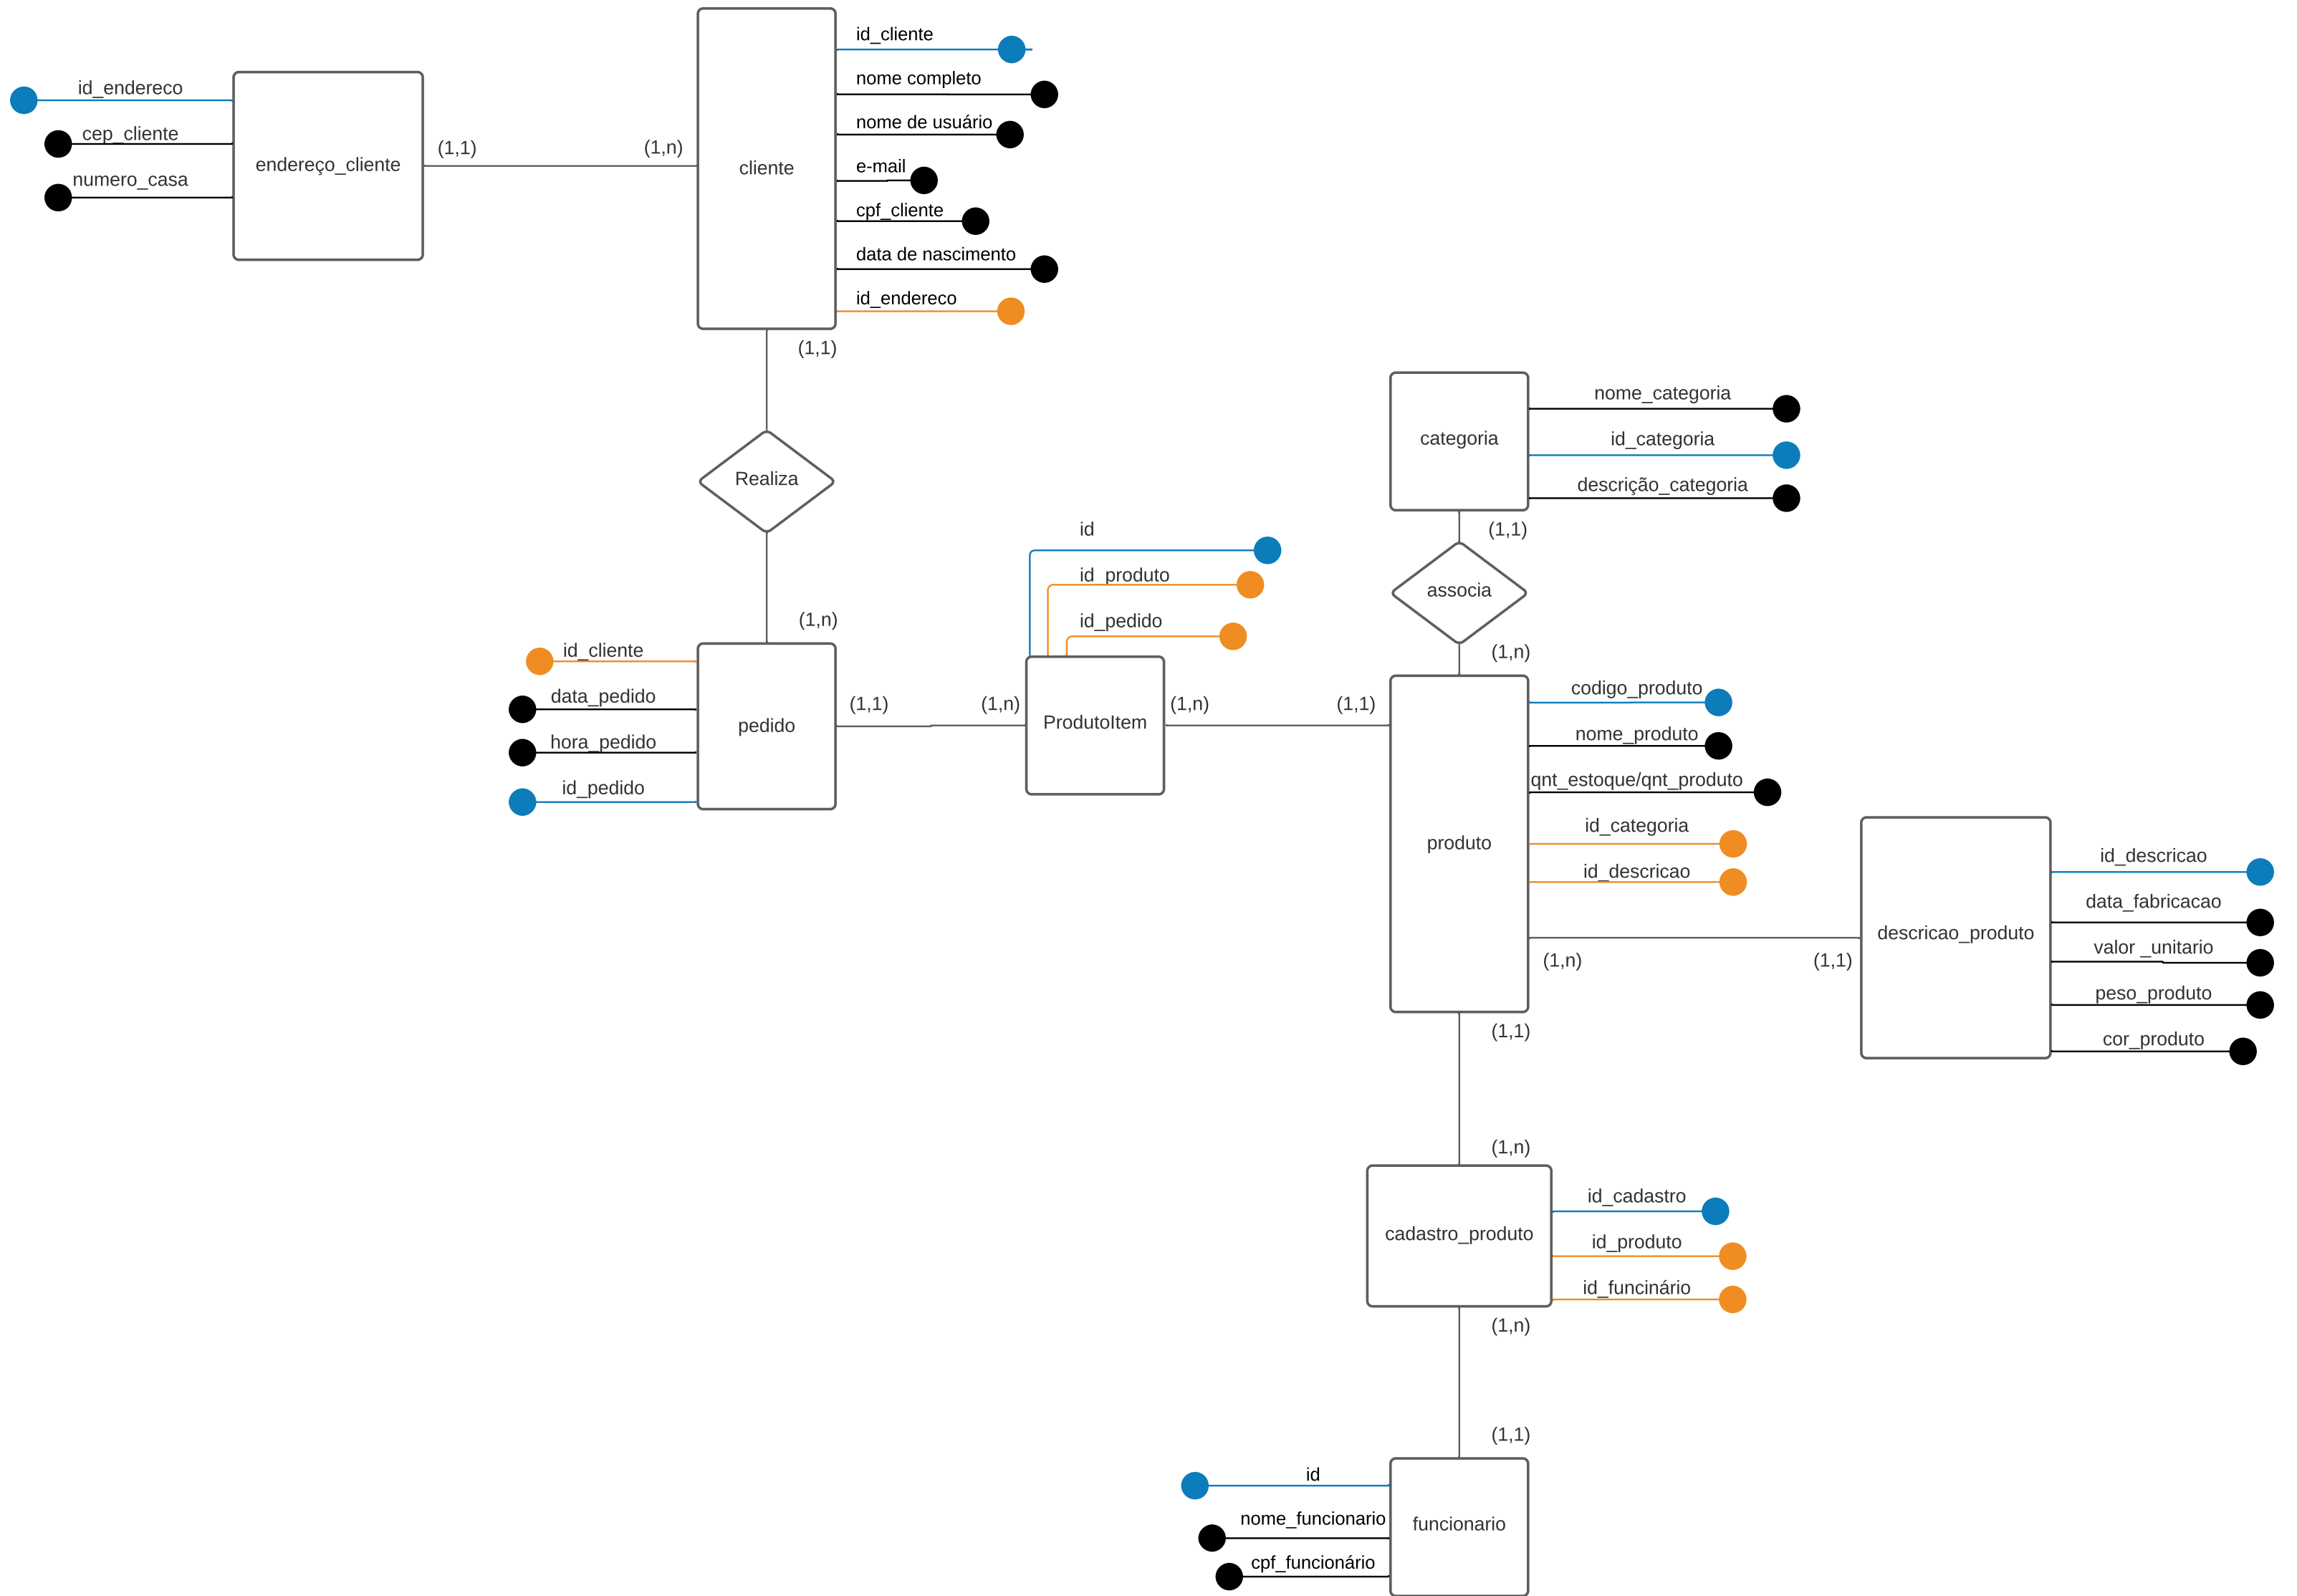 id_cliente
nome completo
nome de usuário
e-mail
cpf_cliente
data de nascimento
id_endereco
cliente
id_endereco
cep_cliente
numero_casa
endereço_cliente
(1,1)
(1,n)
(1,1)
Realiza
(1,n)
id_cliente
data_pedido
hora_pedido
id_pedido
pedido
(1,1)
(1,n)
id
id_produto
id_pedido
ProdutoItem
(1,n)
(1,1)
nome_categoria
id_categoria
descrição_categoria
categoria
(1,1)
associa
(1,n)
codigo_produto
nome_produto
qnt_estoque/qnt_produto
id_categoria
id_descricao
produto
(1,n)
(1,1)
id_descricao
data_fabricacao
valor _unitario
peso_produto
cor_produto
descricao_produto
(1,1)
(1,n)
id_cadastro
id_produto
id_funcinário
cadastro_produto
(1,n)
(1,1)
id
nome_funcionario
cpf_funcionário
funcionario